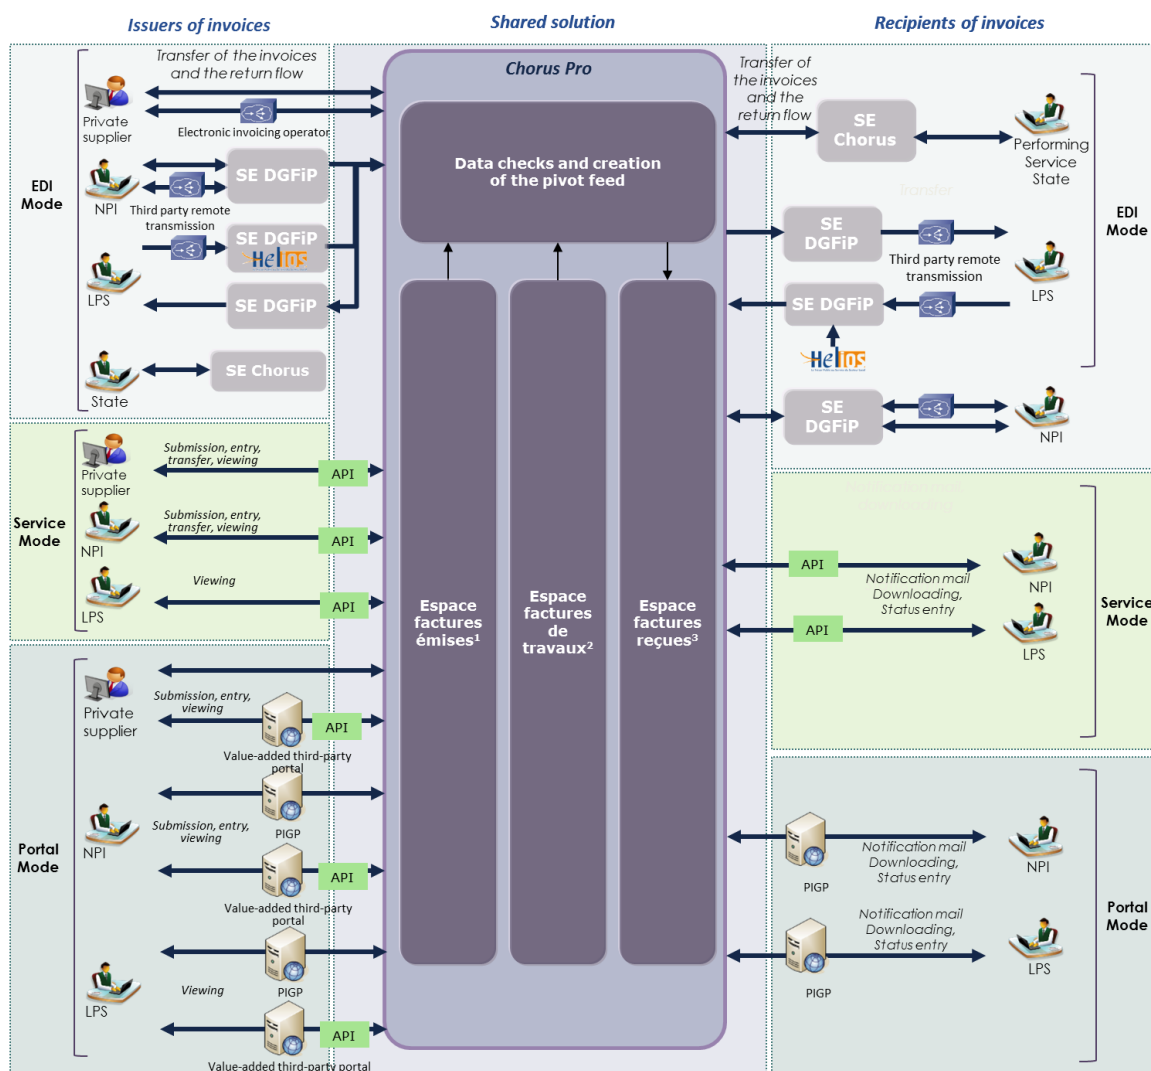 Issuers of invoices
Shared solution
Recipients of invoices
EDI
Mode
Private
supplier
Transfer of the invoices
and the return flow
Electronic invoicing operator
NPI
SE DGFiP
Third party remote
transmission
SE DGFiP
Helios
LPS
SE DGFiP
State
SE Chorus
Service
Mode
Private
supplier
Submission, entry,
transfer, viewing
API
NPI
Submission, entry,
transfer, viewing
API
LPS
Viewing
API
Portal
Mode
Private
supplier
Submission, entry,
viewing
API
Value-added third-party
portal
NPI
Submission, entry,
viewing
PIGP
API
Value-added third-party
portal
LPS
Viewing
PIGP
API
Value-added third-party portal
Chorus Pro
Data checks and creation
of the pivot feed
Espace
factures
émises¹
Espace
factures
de
travaux²
Espace
factures
reçues³
Transfer of
the invoices
and the
return flow
SE
Chorus
Performing
Service
State
Transfer
EDI
Mode
SE
DGFiP
Third party remote
transmission
LPS
SE DGFiP
Helios
SE
DGFiP
NPI
Service
Mode
API
Notification mail
Downloading,
Status entry
NPI
API
LPS
Portal
Mode
PIGP
Notification mail
Downloading,
Status entry
NPI
PIGP
Notification mail
Downloading,
Status entry
LPS